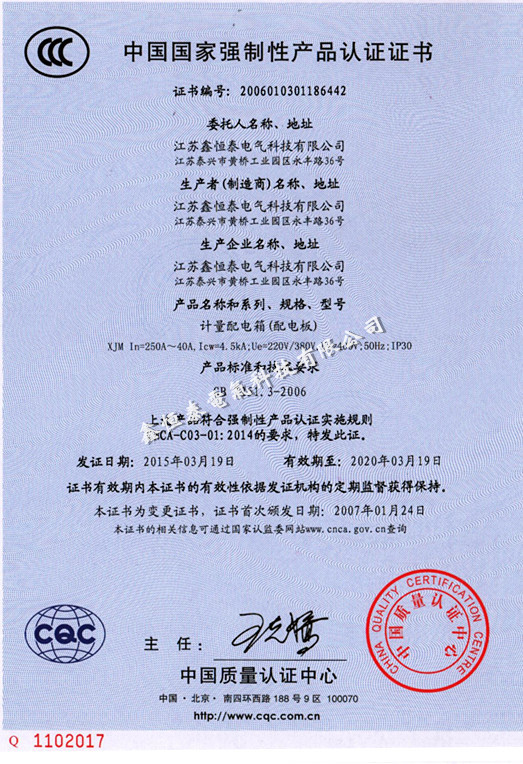 CCC
中国国家强制性产品认证证书
证书编号: 2006010301186442
委托人名称、地址
江苏鑫恒泰电气科技有限公司
江苏泰兴市黄桥工业园区永丰路36号
生产者(制造商)名称、地址
江苏鑫恒泰电气科技有限公司
江苏泰兴市黄桥工业园区永丰路36号
生产企业名称、地址
江苏鑫恒泰电气科技有限公司
江苏泰兴市黄桥工业园区永丰路36号
产品名称和系列、规格、型号
计量配电箱(配电板)
XJM In=250A～40A,Icw=4.5kA;Ue=220V/380V, 50Hz;IP30
产品标准和 要求
GB 3-2006
上 产品符合强制性产品认证实施规则
CA-C03-01:2014的要求，特发此证。
发证日期: 2015年03月19日 有效期至: 2020年03月19日
证书有效期内本证书的有效性依据发证机构的定期监督获得保持。
本证书为变更证书，证书首次颁发日期: 2007年01月24日
本证书的相关信息可通过国家认监委网站www.cnca.gov.cn查询
鑫恒泰電氣科技有限公司
CQC
主 任:
CHINA QUALITY CERTIFICATION CENTRE
中国质量认证中心
中国质量认证中心
中国·北京·南四环西路188号9区 100070
http://www.cqc.com.cn
Q 1102017